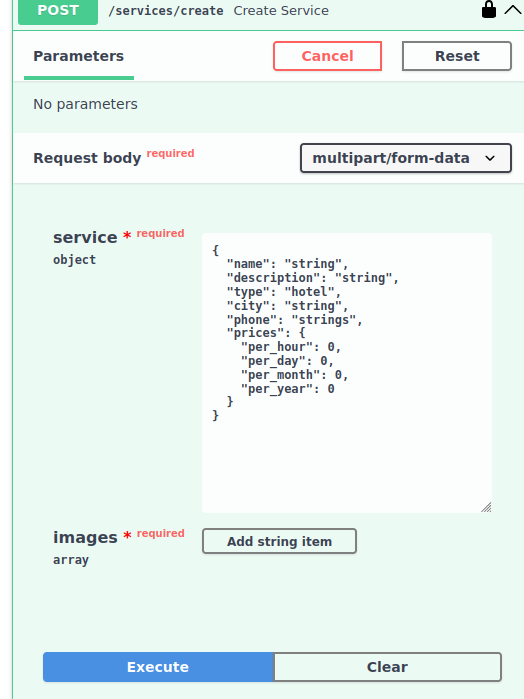 POST /services/create Create Service
Parameters Cancel Reset
No parameters
Request body required multipart/form-data
service * required
object
{
  "name": "string",
  "description": "string",
  "type": "hotel",
  "city": "string",
  "phone": "strings",
  "prices": {
    "per_hour": 0,
    "per_day": 0,
    "per_month": 0,
    "per_year": 0
  }
}
images * required
array
Add string item
Execute Clear